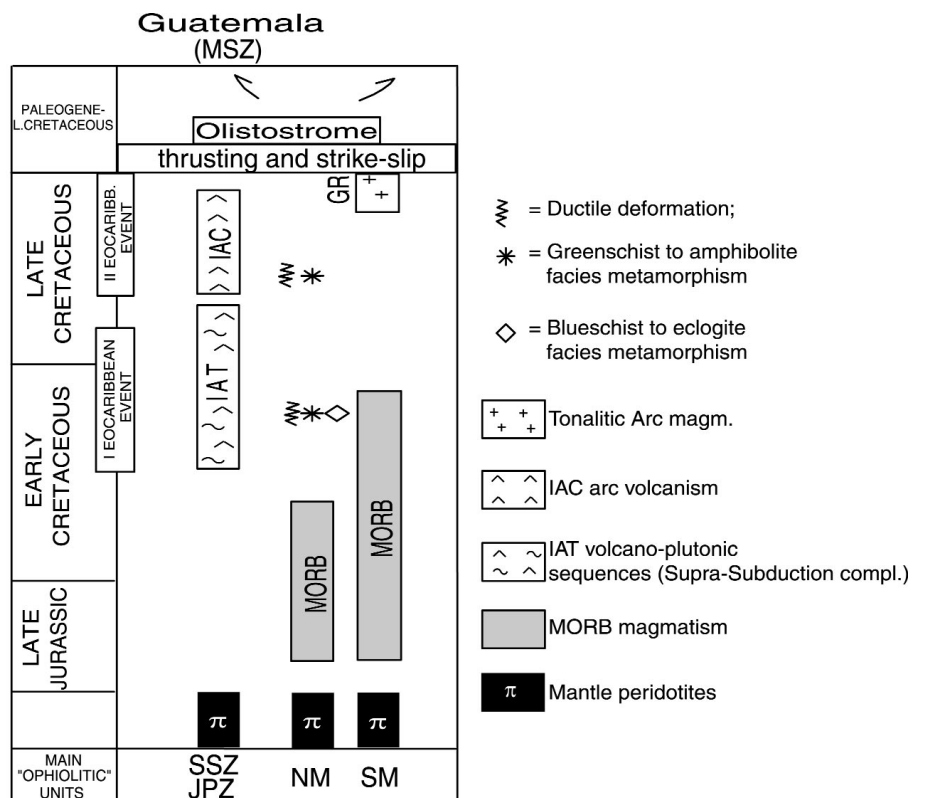 Guatemala
(MSZ)
PALEOGENE-
L.CRETACEOUS
Olistostrome
thrusting and strike-slip
LATE
CRETACEOUS
II EOCARIBB.
EVENT
IAC
GR
I EOCARIBBEAN
EVENT
IAT
EARLY
CRETACEOUS
MORB
MORB
LATE
JURASSIC
π
π
π
MAIN
"OPHIOLITIC"
UNITS
SSZ
JPZ
NM
SM
= Ductile deformation;
= Greenschist to amphibolite
facies metamorphism
= Blueschist to eclogite
facies metamorphism
Tonalitic Arc magm.
IAC arc volcanism
IAT volcano-plutonic
sequences (Supra-Subduction compl.)
MORB magmatism
π
Mantle peridotites